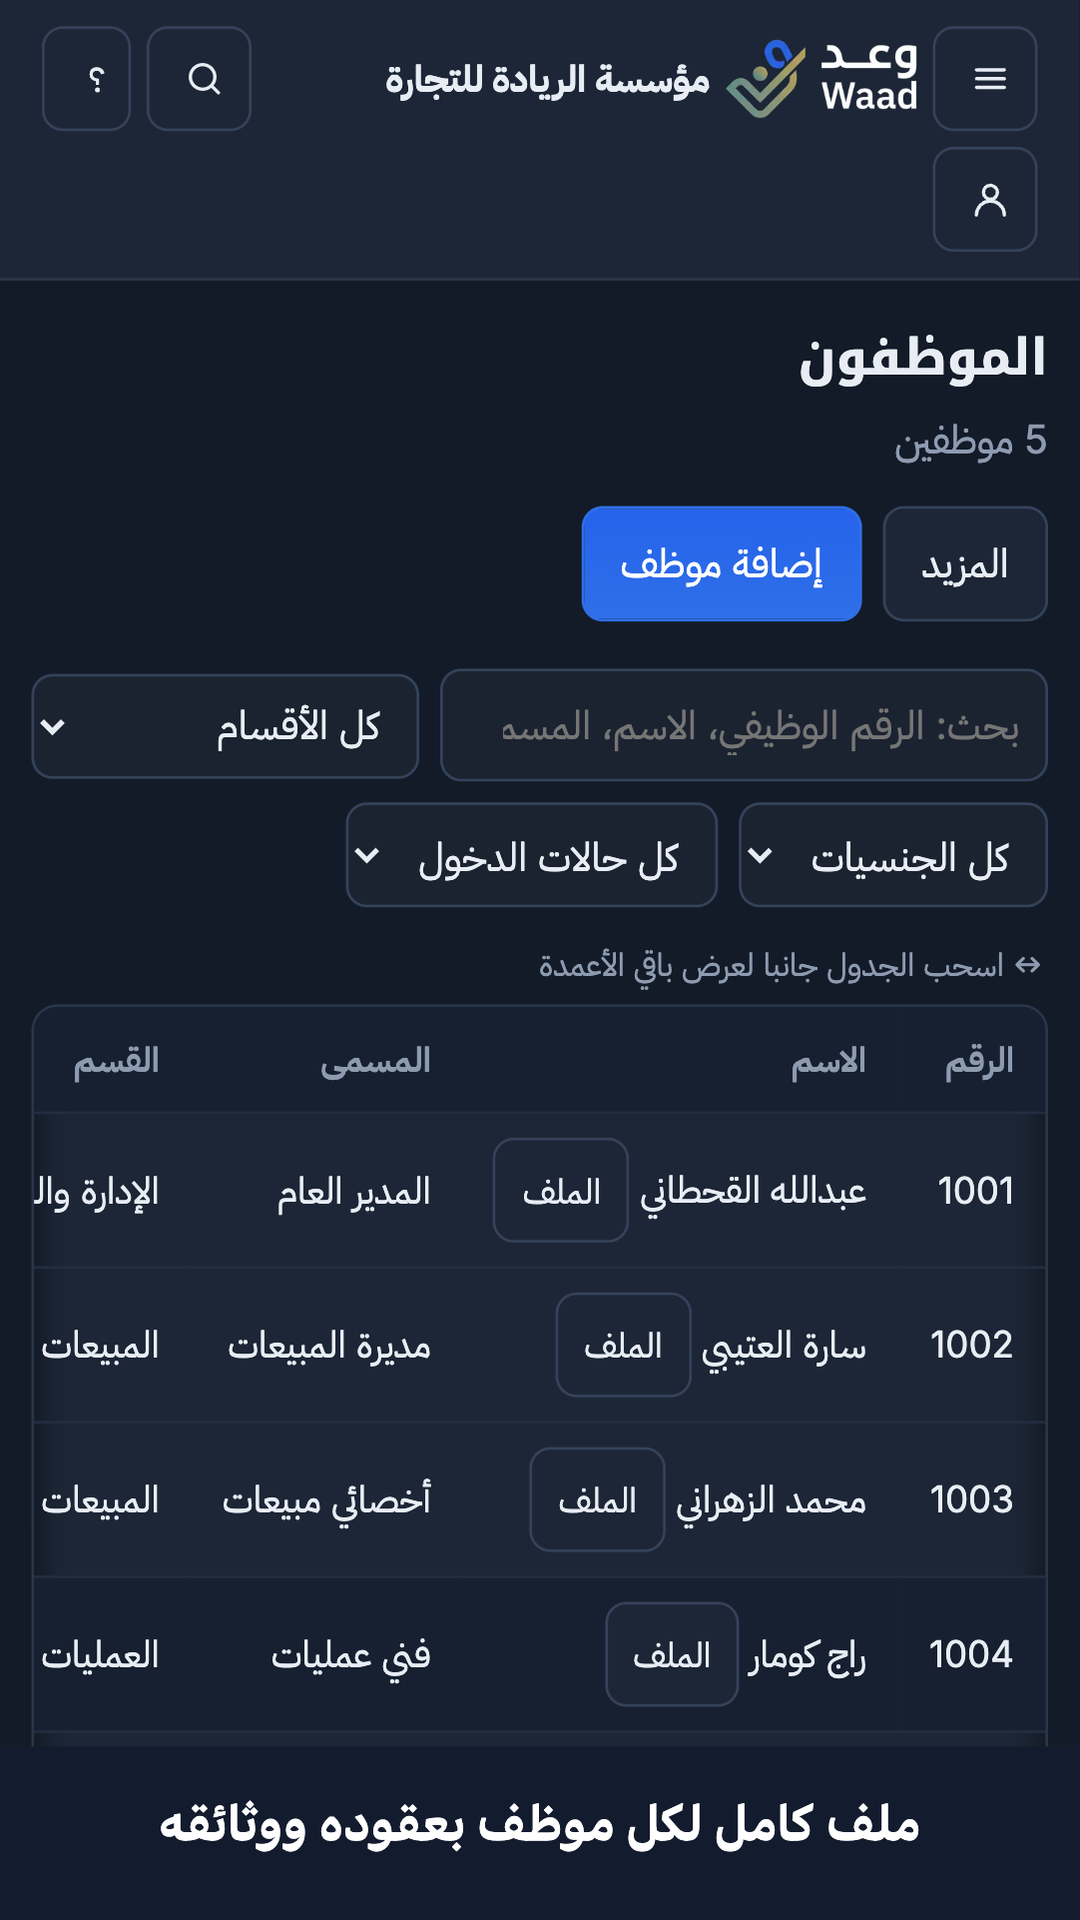 وعد
Waad
مؤسسة الريادة للتجارة
؟
الموظفون
5 موظفين
المزيد
إضافة موظف
بحث: الرقم الوظيفي، الاسم، المسم
كل الأقسام
كل الجنسيات
كل حالات الدخول
↔ اسحب الجدول جانبا لعرض باقي الأعمدة
الرقم الاسم المسمى القسم
1001 عبدالله القحطاني الملف المدير العام الإدارة وال
1002 سارة العتيبي الملف مديرة المبيعات المبيعات
1003 محمد الزهراني الملف أخصائي مبيعات المبيعات
1004 راج كومار الملف فني عمليات العمليات
ملف كامل لكل موظف بعقوده ووثائقه